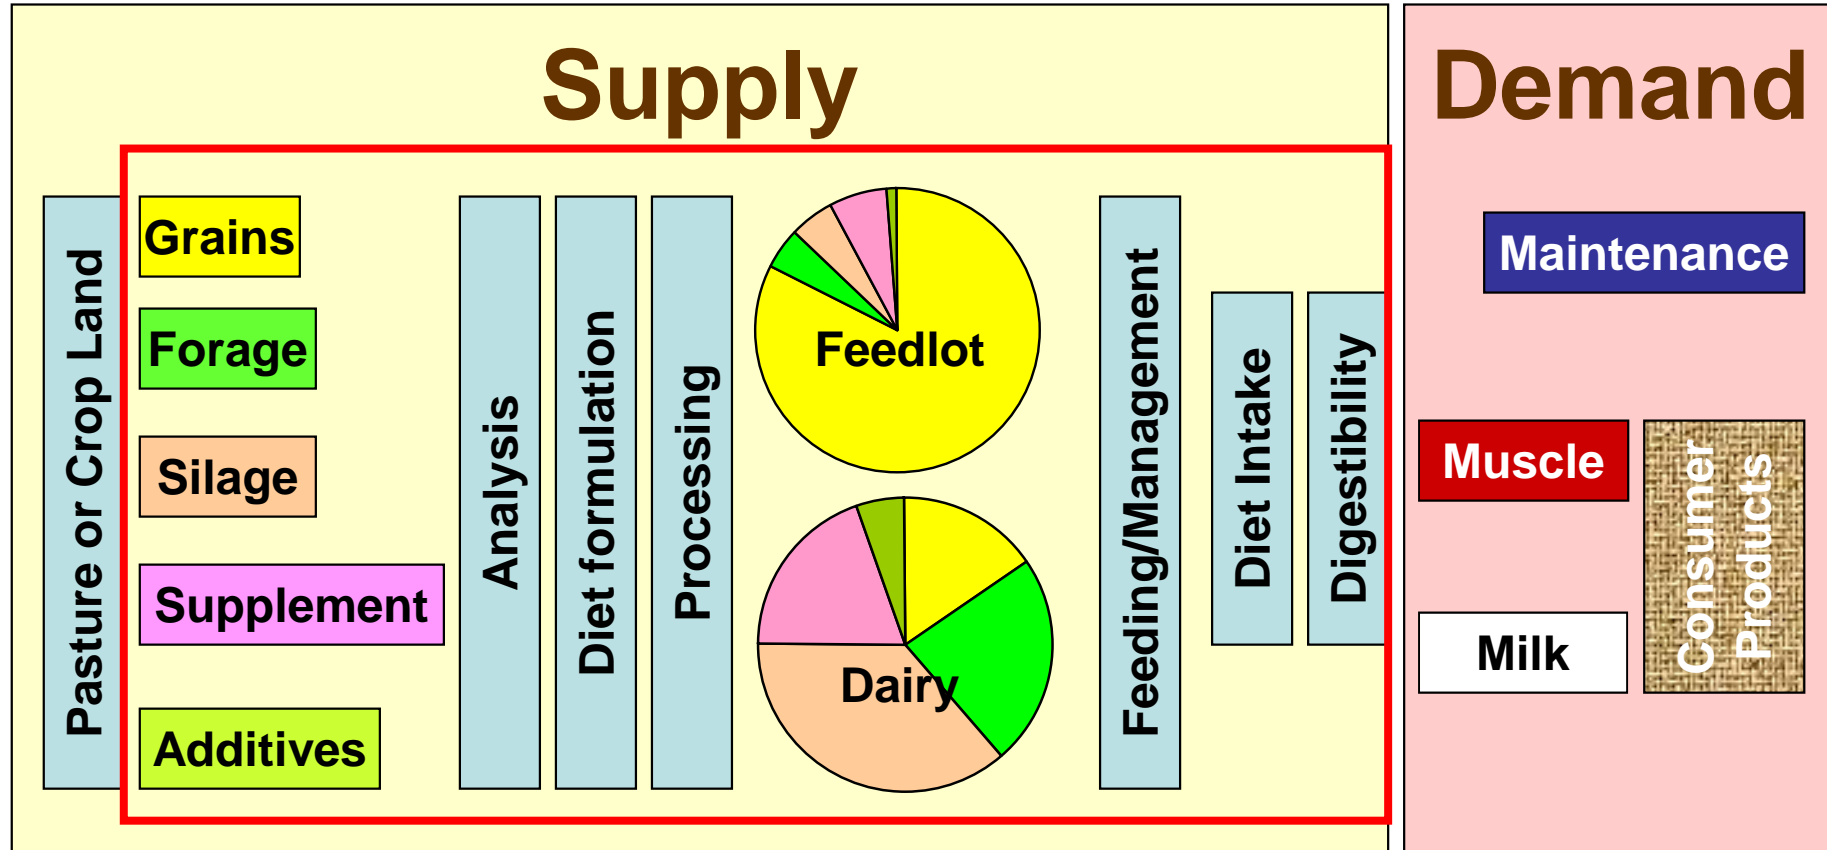 Supply
Demand
Pasture or Crop Land
Grains
Forage
Silage
Supplement
Additives
Analysis
Diet formulation
Processing
Feedlot
Dairy
Feeding/Management
Diet Intake
Digestibility
Maintenance
Muscle
Milk
Consumer
Products